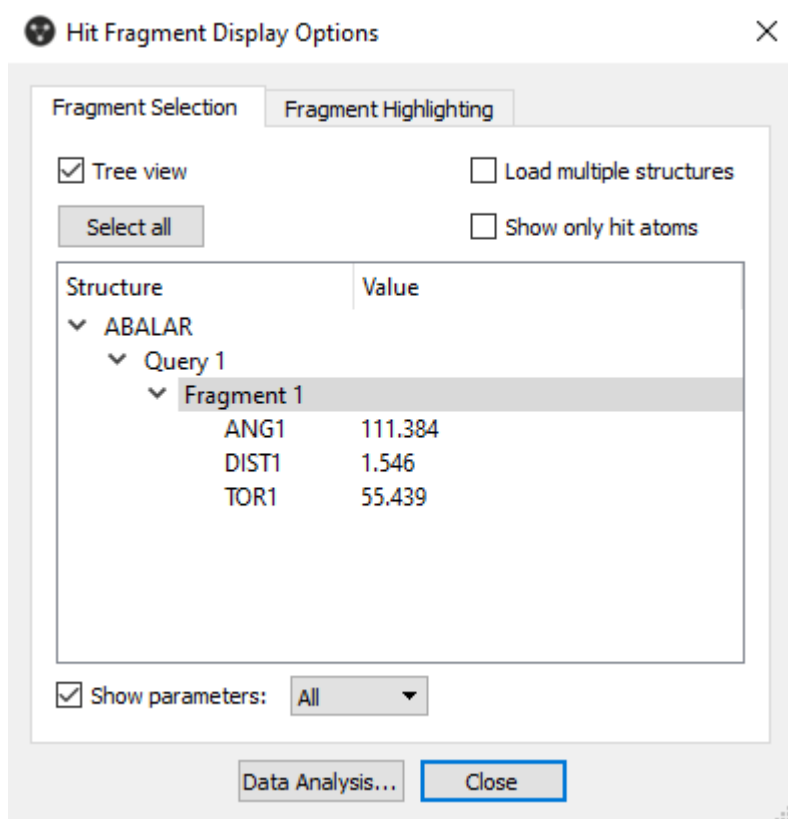 Hit Fragment Display Options
Fragment Selection Fragment Highlighting
Tree view Load multiple structures
Select all Show only hit atoms
Structure Value
ABALAR
Query 1
Fragment 1
ANG1 111.384
DIST1 1.546
TOR1 55.439
Show parameters: All
Data Analysis... Close